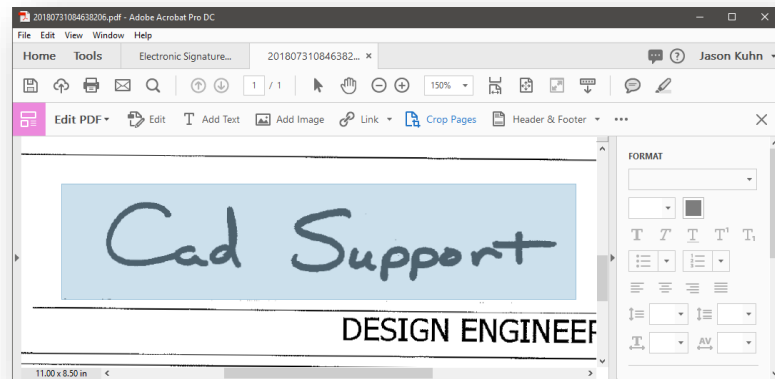 20180731084638206.pdf - Adobe Acrobat Pro DC
File Edit View Window Help
Home Tools Electronic Signature... 201807310846382... × Jason Kuhn
1 / 1 150%
Edit PDF Edit Add Text Add Image Link Crop Pages Header & Footer
FORMAT
Cad Support
DESIGN ENGINEER
11.00 x 8.50 in